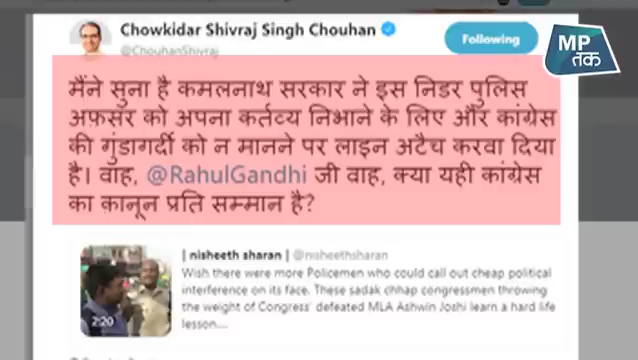 Chowkidar Shivraj Singh Chouhan
@ChouhanShivraj
Following
MP
तक
मैंने सुना है कमलनाथ सरकार ने इस निडर पुलिस
अफ़सर को अपना कर्तव्य निभाने के लिए और कांग्रेस
की गुंडागर्दी को न मानने पर लाइन अटैच करवा दिया
है। वाह, @RahulGandhi जी वाह, क्या यही कांग्रेस
का क़ानून प्रति सम्मान है?
| nisheeth sharan | @nisheethsharan
Wish there were more Policemen who could call out cheap political
interference on its face. These sadak chhap congressmen throwing
the weight of Congress' defeated MLA Ashwin Joshi learn a hard life
lesson....
2:20